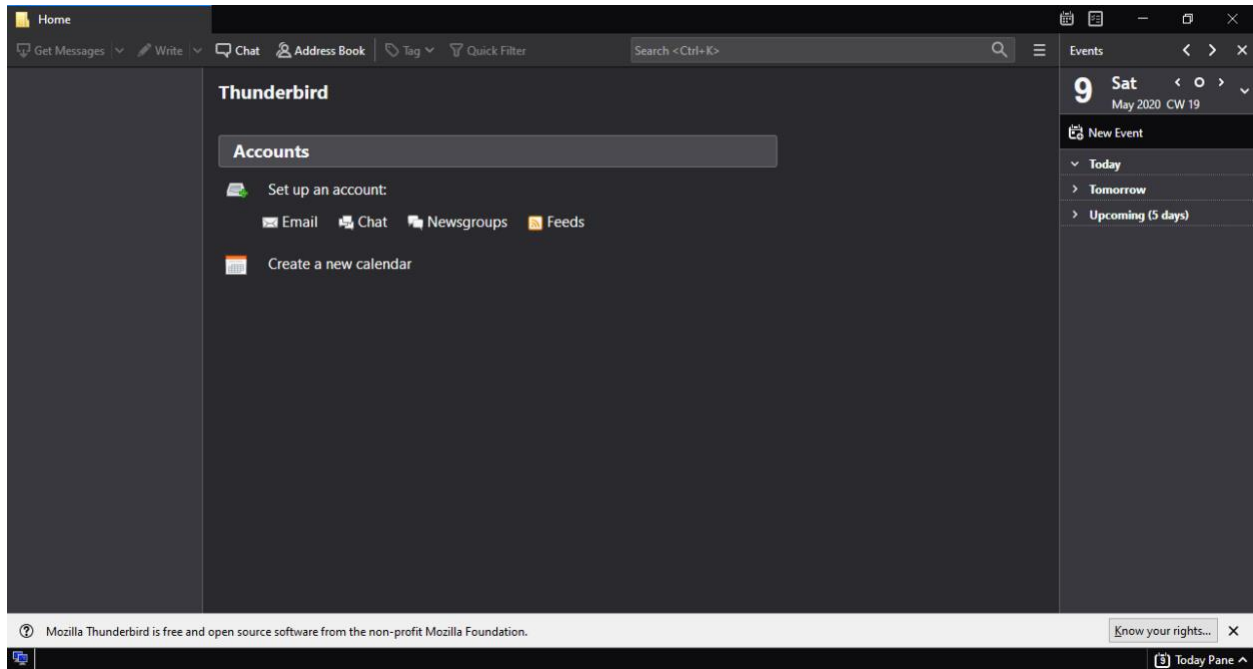 Home
Get Messages Write Chat Address Book Tag Quick Filter Search <Ctrl+K>
Thunderbird
Accounts
Set up an account:
Email Chat Newsgroups Feeds
Create a new calendar
Events
9 Sat
May 2020 CW 19
New Event
Today
Tomorrow
Upcoming (5 days)
Mozilla Thunderbird is free and open source software from the non-profit Mozilla Foundation.
Know your rights...
9 Today Pane